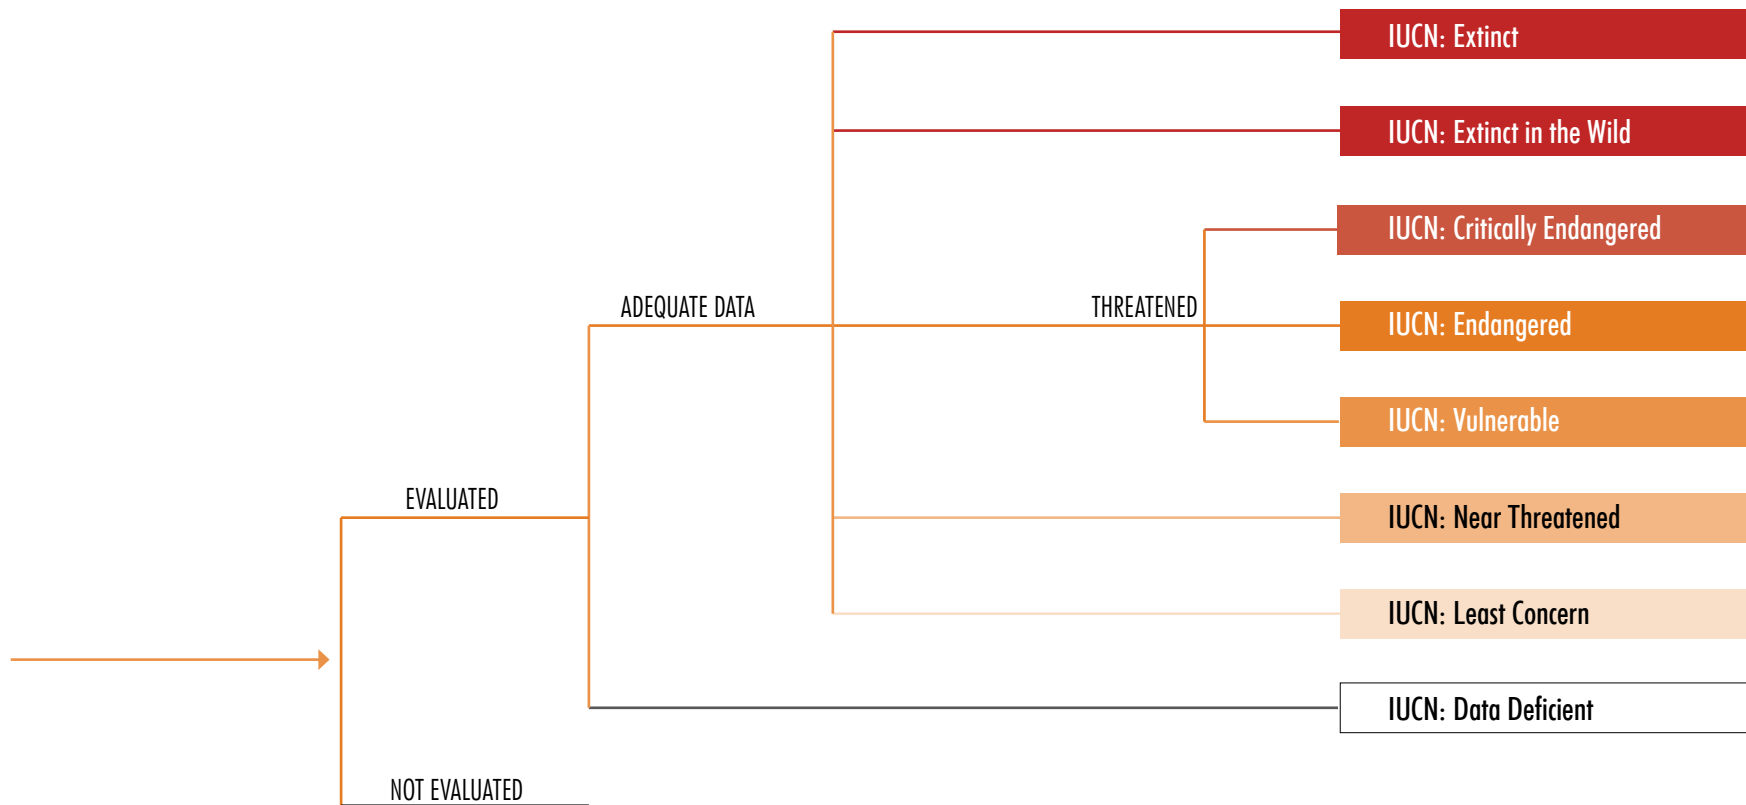 IUCN: Extinct
IUCN: Extinct in the Wild
IUCN: Critically Endangered
ADEQUATE DATA
THREATENED
IUCN: Endangered
IUCN: Vulnerable
EVALUATED
IUCN: Near Threatened
IUCN: Least Concern
IUCN: Data Deficient
NOT EVALUATED